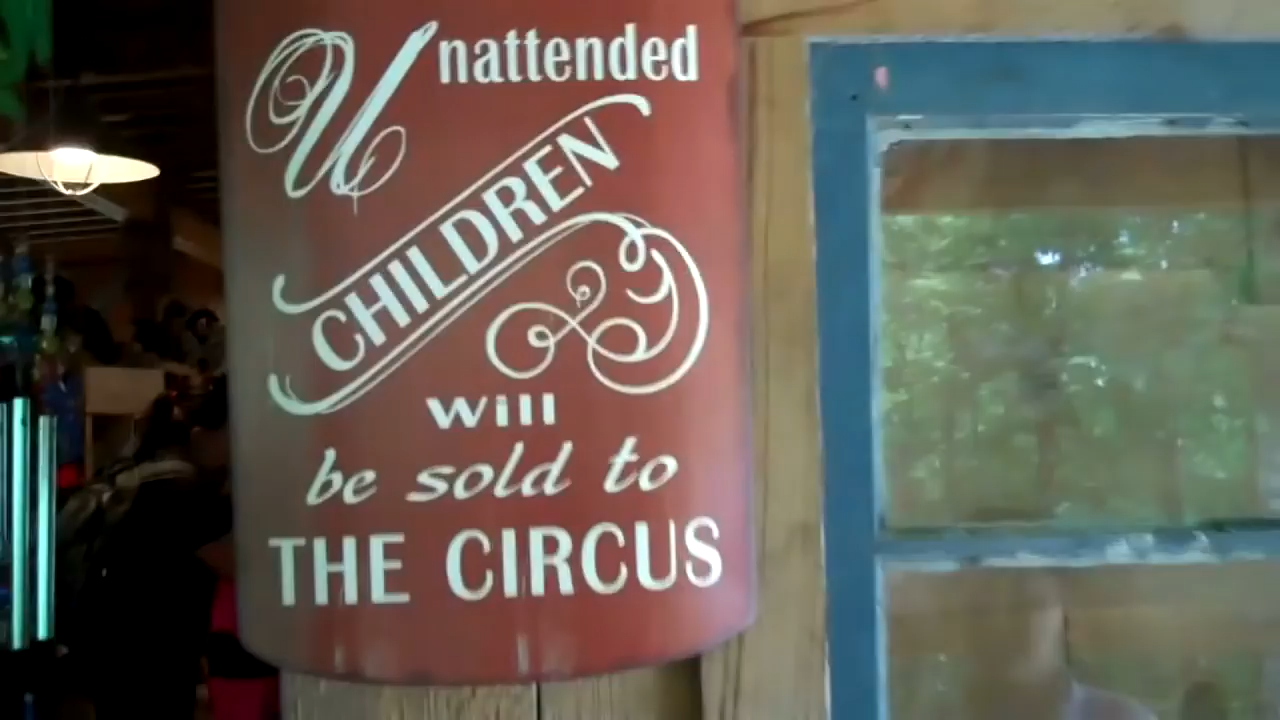 Unattended
CHILDREN
will
be sold to
THE CIRCUS